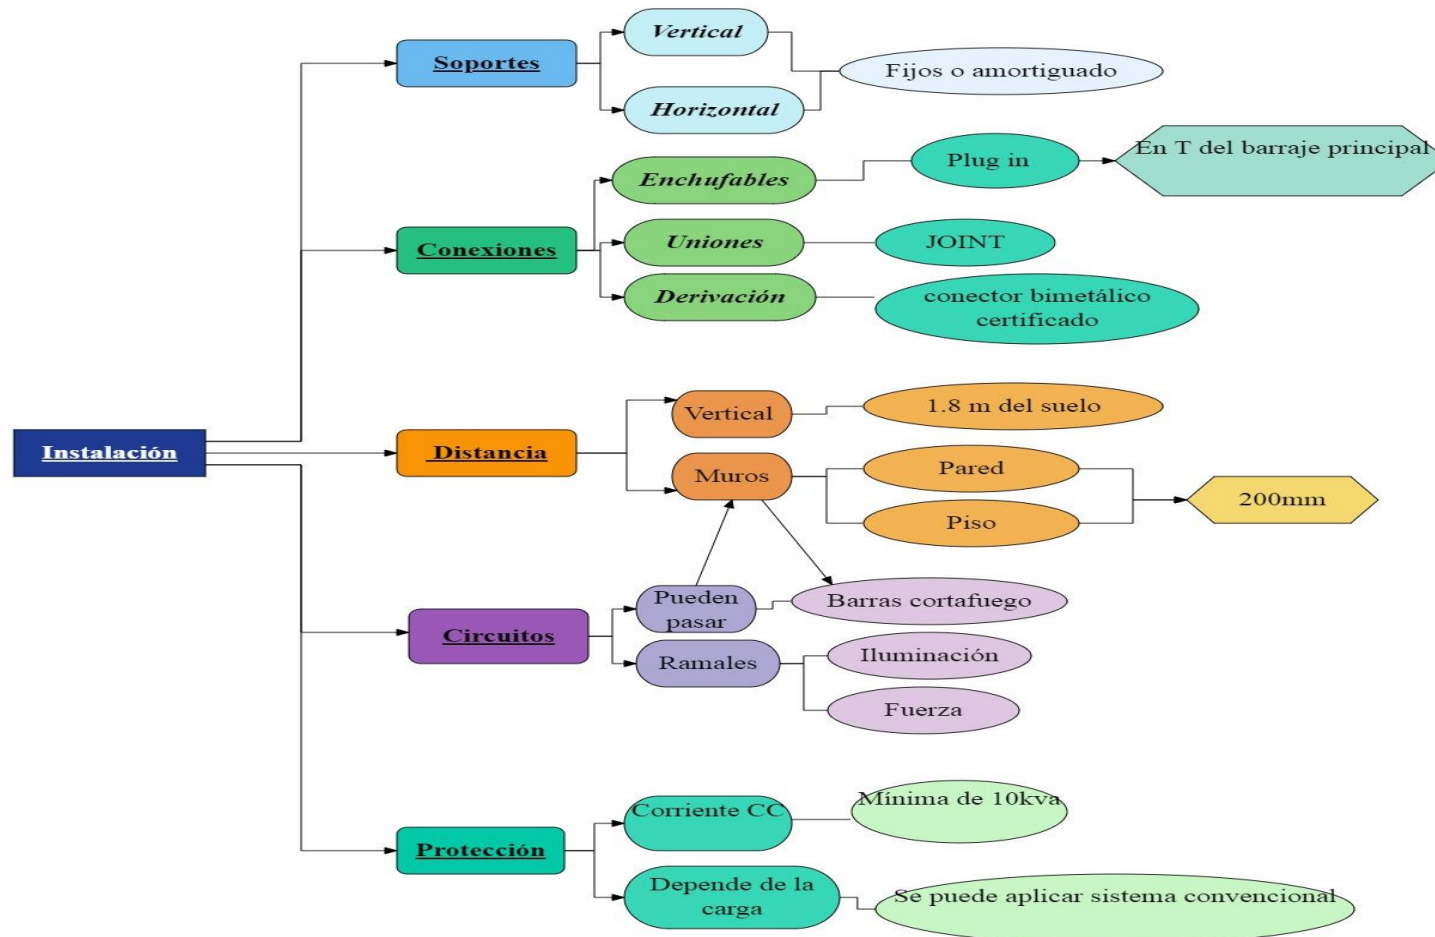 Instalación
Soportes
Vertical
Horizontal
Fijos o amortiguado
Conexiones
Enchufables
Plug in
En T del barraje principal
Uniones
JOINT
Derivación
conector bimetálico
certificado
Distancia
Vertical
1.8 m del suelo
Muros
Pared
Piso
200mm
Circuitos
Pueden
pasar
Barras cortafuego
Ramales
Iluminación
Fuerza
Protección
Corriente CC
Mínima de 10kva
Depende de la
carga
Se puede aplicar sistema convencional